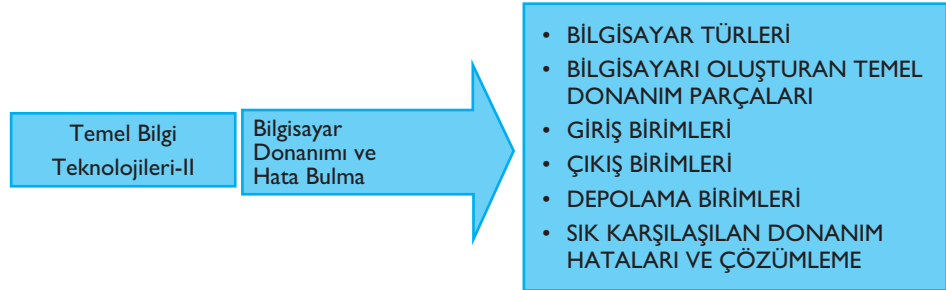 Temel Bilgi
Teknolojileri-II
Bilgisayar
Donanımı ve
Hata Bulma
• BİLGİSAYAR TÜRLERİ
• BİLGİSAYARI OLUŞTURAN TEMEL
DONANIM PARÇALARI
• GİRİŞ BİRİMLERİ
• ÇIKIŞ BİRİMLERİ
• DEPOLAMA BİRİMLERİ
• SIK KARŞILAŞILAN DONANIM
HATALARI VE ÇÖZÜMLEME